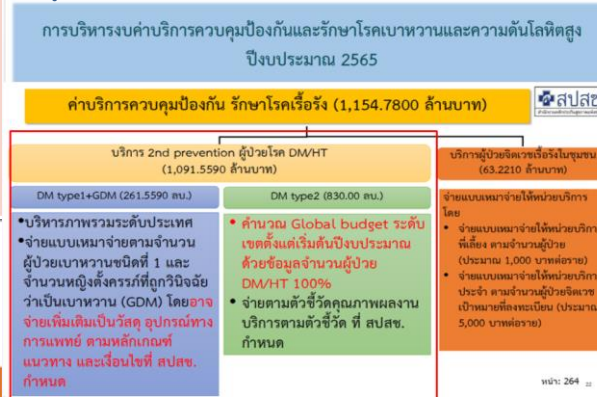 การบริหารงบค่าบริการควบคุมป้องกันและรักษาโรคเบาหวานและความดันโลหิตสูง
ปีงบประมาณ 2565
ค่าบริการควบคุมป้องกัน รักษาโรคเรื้อรัง (1,154.7800 ล้านบาท)
สปสช
บริการ 2nd prevention ผู้ป่วยโรค DM/HT
(1,091.5590 ล้านบาท)
บริการผู้ป่วยจิตเวชเรื้อรังในชุมชน
(63.2210 ล้านบาท)
DM type1+GDM (261.5590 ลบ.)
•บริหารภาพรวมระดับประเทศ
•จ่ายแบบเหมาจ่ายตามจำนวน
ผู้ป่วยเบาหวานชนิดที่ 1 และ
จำนวนหญิงตั้งครรภ์ที่ถูกวินิจฉัย
ว่าเป็นเบาหวาน (GDM) โดยอาจ
จ่ายเพิ่มเติมเป็นวัสดุ อุปกรณ์ทาง
การแพทย์ ตามหลักเกณฑ์
แนวทาง และเงื่อนไขที่ สปสช.
กำหนด
DM type2 (830.00 ลบ.)
• คำนวณ Global budget ระดับ
เขตตั้งแต่เริ่มต้นปีงบประมาณ
ด้วยข้อมูลจำนวนผู้ป่วย
DM/HT 100%
• จ่ายตามตัวชี้วัดคุณภาพผลงาน
บริการตามตัวชี้วัด ที่ สปสช.
กำหนด
จ่ายแบบเหมาจ่ายให้หน่วยบริการ
โดย
• จ่ายแบบเหมาจ่ายให้หน่วยบริกา
พี่เลี้ยง ตามจำนวนผู้ป่วย
(ประมาณ 1,000 บาทต่อราย)
• จ่ายแบบเหมาจ่ายให้หน่วยบริกา
ประจำ ตามจำนวนผู้ป่วยจิตเวช
เป้าหมายที่ลงทะเบียน (ประมาณ
5,000 บาทต่อราย)
หน้า: 264